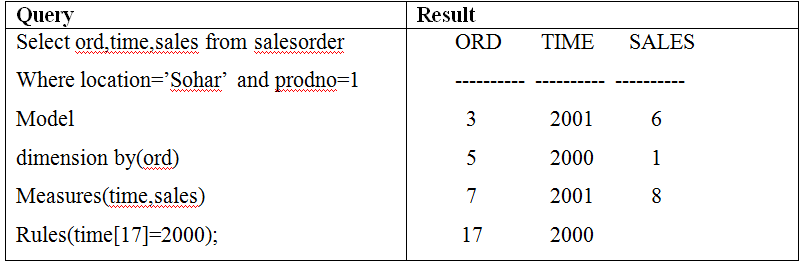 Query Result
Select ord,time,sales from salesorder ORD TIME SALES
Where location=’Sohar’ and prodno=1 ---------- ---------- ----------
Model 3 2001 6
dimension by(ord) 5 2000 1
Measures(time,sales) 7 2001 8
Rules(time[17]=2000); 17 2000